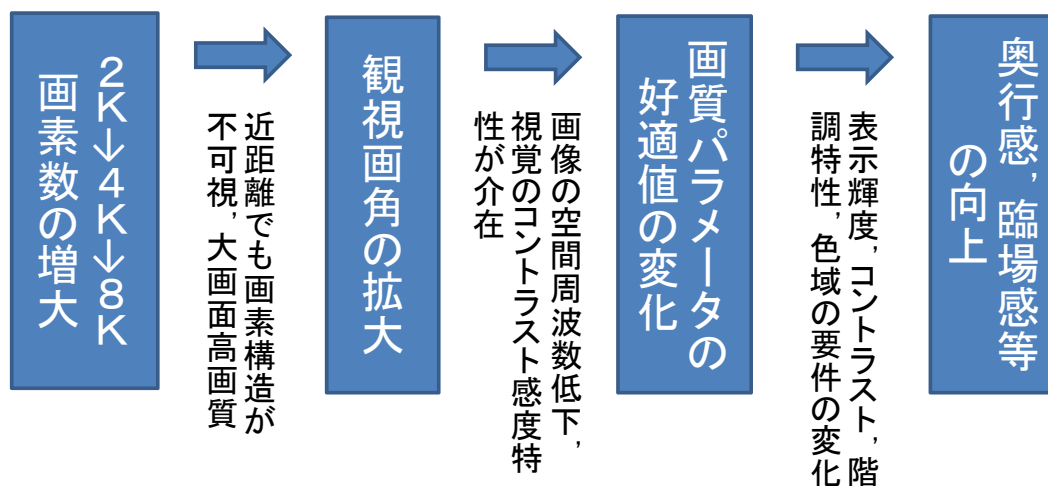 ２Ｋ→４Ｋ→８Ｋ
画素数の増大
近距離でも画素構造が
不可視，大画面高画質
観視画角の拡大
画像の空間周波数低下，
視覚のコントラスト感度特
性が介在
画質パラメータの
好適値の変化
表示輝度，コントラスト，階
調特性，色域の要件の変化
奥行感，臨場感等
の向上